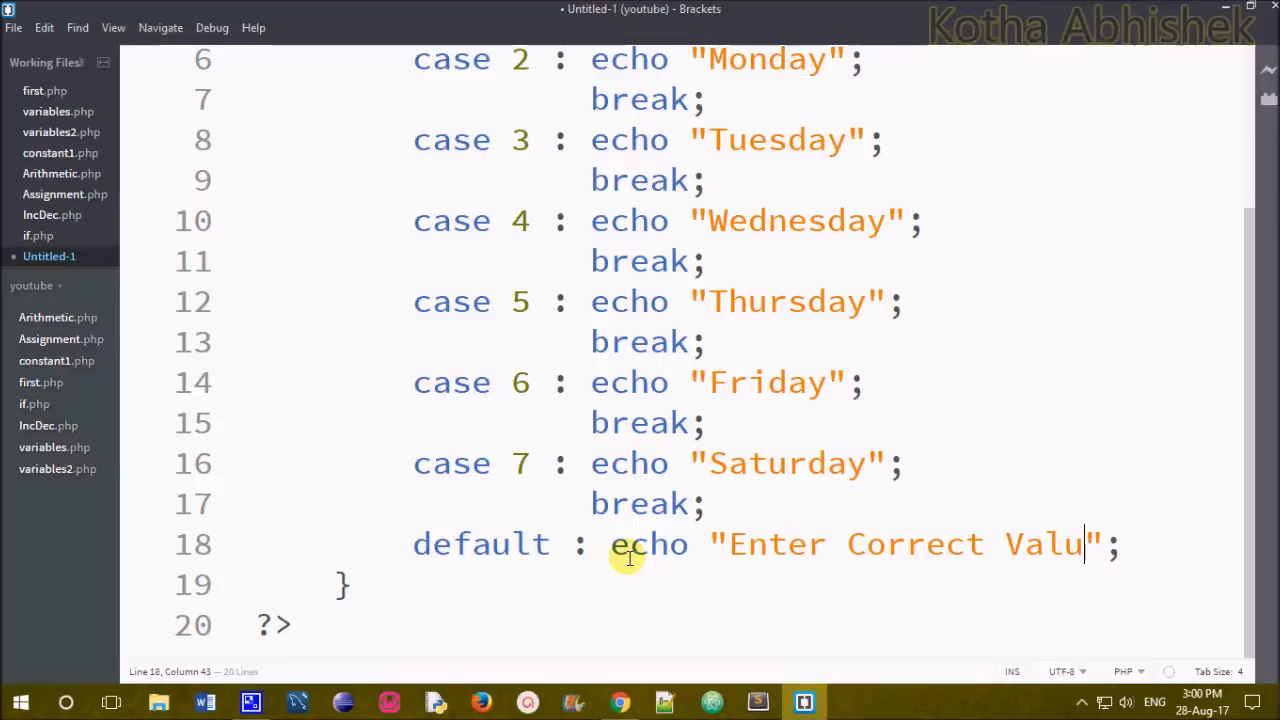 • Untitled-1 (youtube) - Brackets
Kotha Abhishek
File Edit Find View Navigate Debug Help
Working Files
first.php
variables.php
variables2.php
constant1.php
Arithmetic.php
Assignment.php
IncDec.php
if.php
• Untitled-1
youtube
Arithmetic.php
Assignment.php
constant1.php
first.php
if.php
IncDec.php
variables.php
variables2.php
6 case 2 : echo "Monday";
7 break;
8 case 3 : echo "Tuesday";
9 break;
10 case 4 : echo "Wednesday";
11 break;
12 case 5 : echo "Thursday";
13 break;
14 case 6 : echo "Friday";
15 break;
16 case 7 : echo "Saturday";
17 break;
18 default : echo "Enter Correct Valu";
19 }
20 ?>
Line 18, Column 43 — 20 Lines
INS UTF-8 PHP Tab Size: 4
ENG
3:00 PM
28-Aug-17